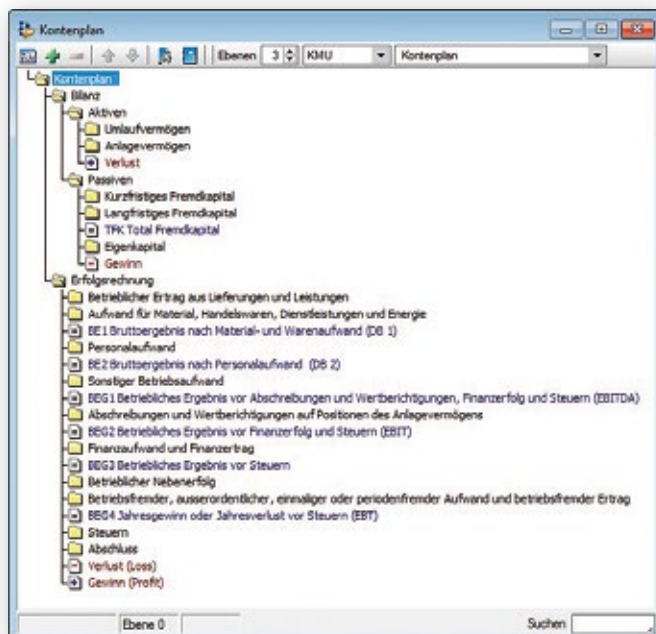 Kontenplan
Ebenen 3 KMU Kontenplan
Kontenplan
Bilanz
Aktiven
Umlaufvermögen
Anlagevermögen
Verlust
Passiven
Kurzfristiges Fremdkapital
Langfristiges Fremdkapital
TFK Total Fremdkapital
Eigenkapital
Gewinn
Erfolgsrechnung
Betrieblicher Ertrag aus Lieferungen und Leistungen
Aufwand für Material, Handelswaren, Dienstleistungen und Energie
BE1 Bruttoergebnis nach Material- und Warenaufwand (DB 1)
Personalaufwand
BE2 Bruttoergebnis nach Personalaufwand (DB 2)
Sonstiger Betriebsaufwand
BEG1 Betriebliches Ergebnis vor Abschreibungen und Wertberichtigungen, Finanzerfolg und Steuern (EBITDA)
Abschreibungen und Wertberichtigungen auf Positionen des Anlagevermögens
BEG2 Betriebliches Ergebnis vor Finanzerfolg und Steuern (EBIT)
Finanzaufwand und Finanzertrag
BEG3 Betriebliches Ergebnis vor Steuern
Betrieblicher Nebenerfolg
Betriebsfremder, ausserordentlicher, einmaliger oder periodenfremder Aufwand und betriebsfremder Ertrag
BEG4 Jahresgewinn oder Jahresverlust vor Steuern (EBT)
Steuern
Abschluss
Verlust (Loss)
Gewinn (Profit)
Ebene 0 Suchen